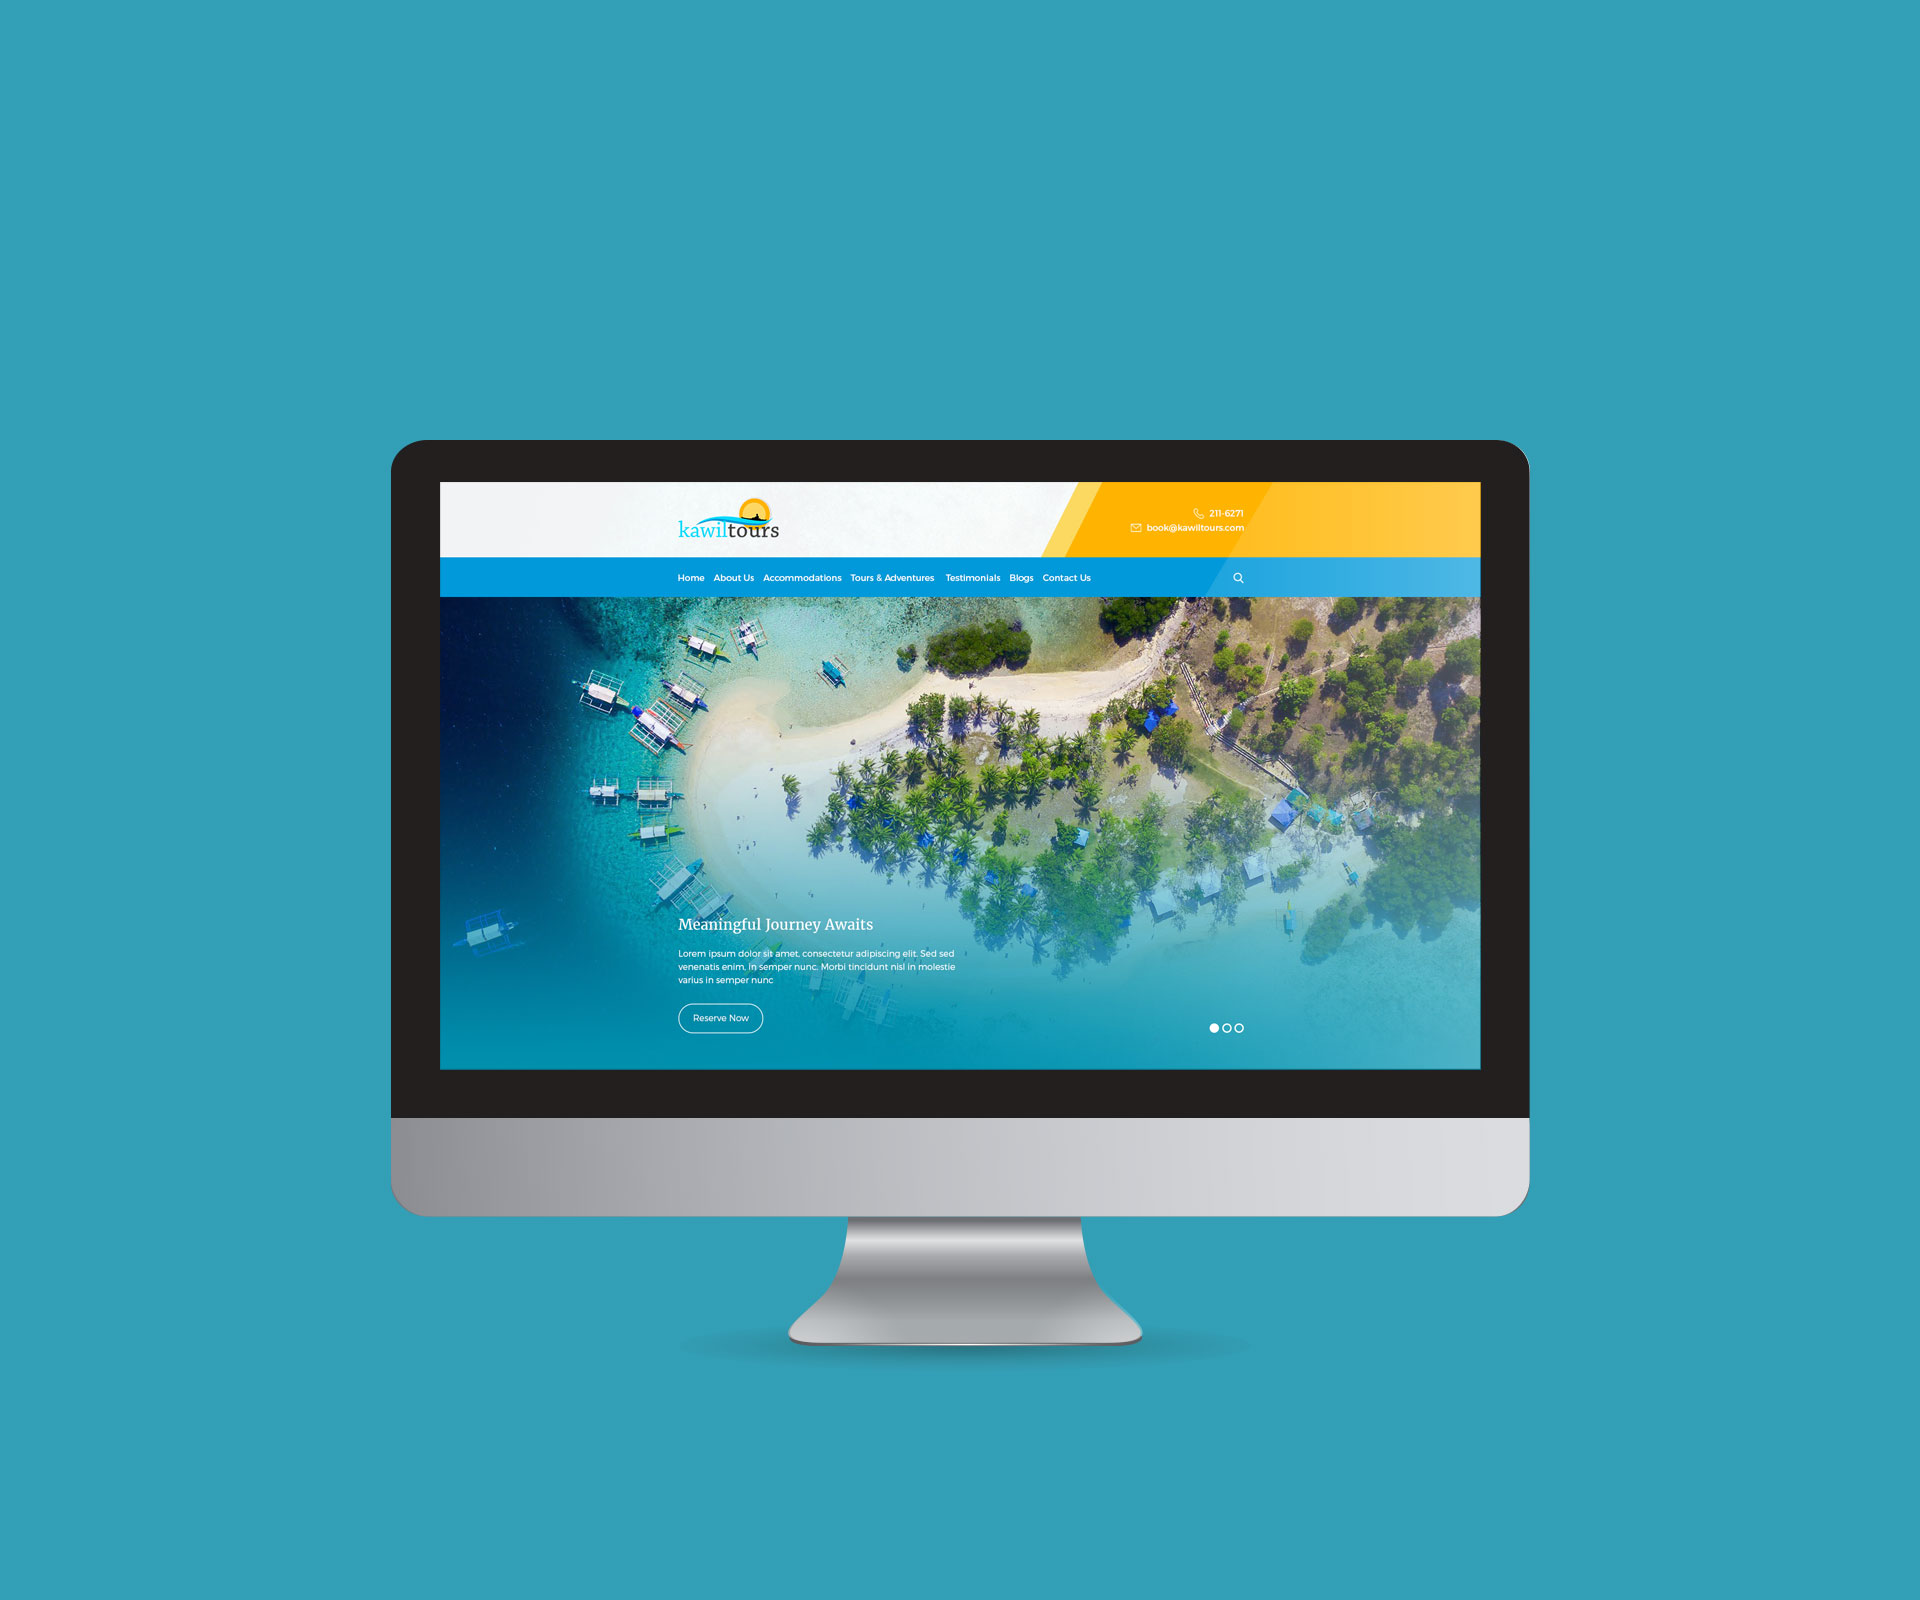 kawiltours
211-6271
book@kawiltours.com
Home About Us Accommodations Tours & Adventures Testimonials Blogs Contact Us
Meaningful Journey Awaits
Lorem ipsum dolor sit amet, consectetur adipiscing elit. Sed sed
venenatis enim, in semper nunc. Morbi tincidunt nisl in molestie
varius in semper nunc
Reserve Now